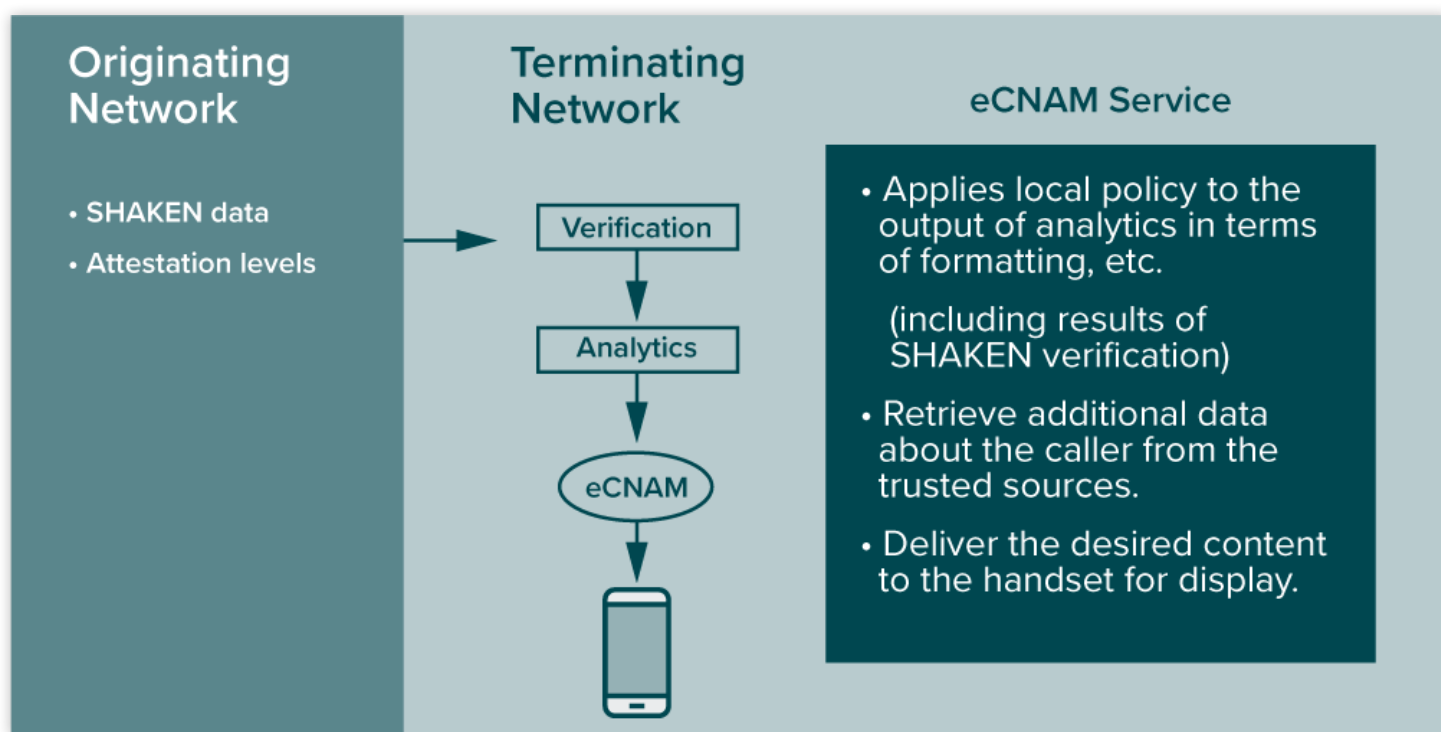 Originating
Network
• SHAKEN data
• Attestation levels
Terminating
Network
Verification
Analytics
eCNAM
eCNAM Service
• Applies local policy to the
output of analytics in terms
of formatting, etc.
(including results of
SHAKEN verification)
• Retrieve additional data
about the caller from the
trusted sources.
• Deliver the desired content
to the handset for display.